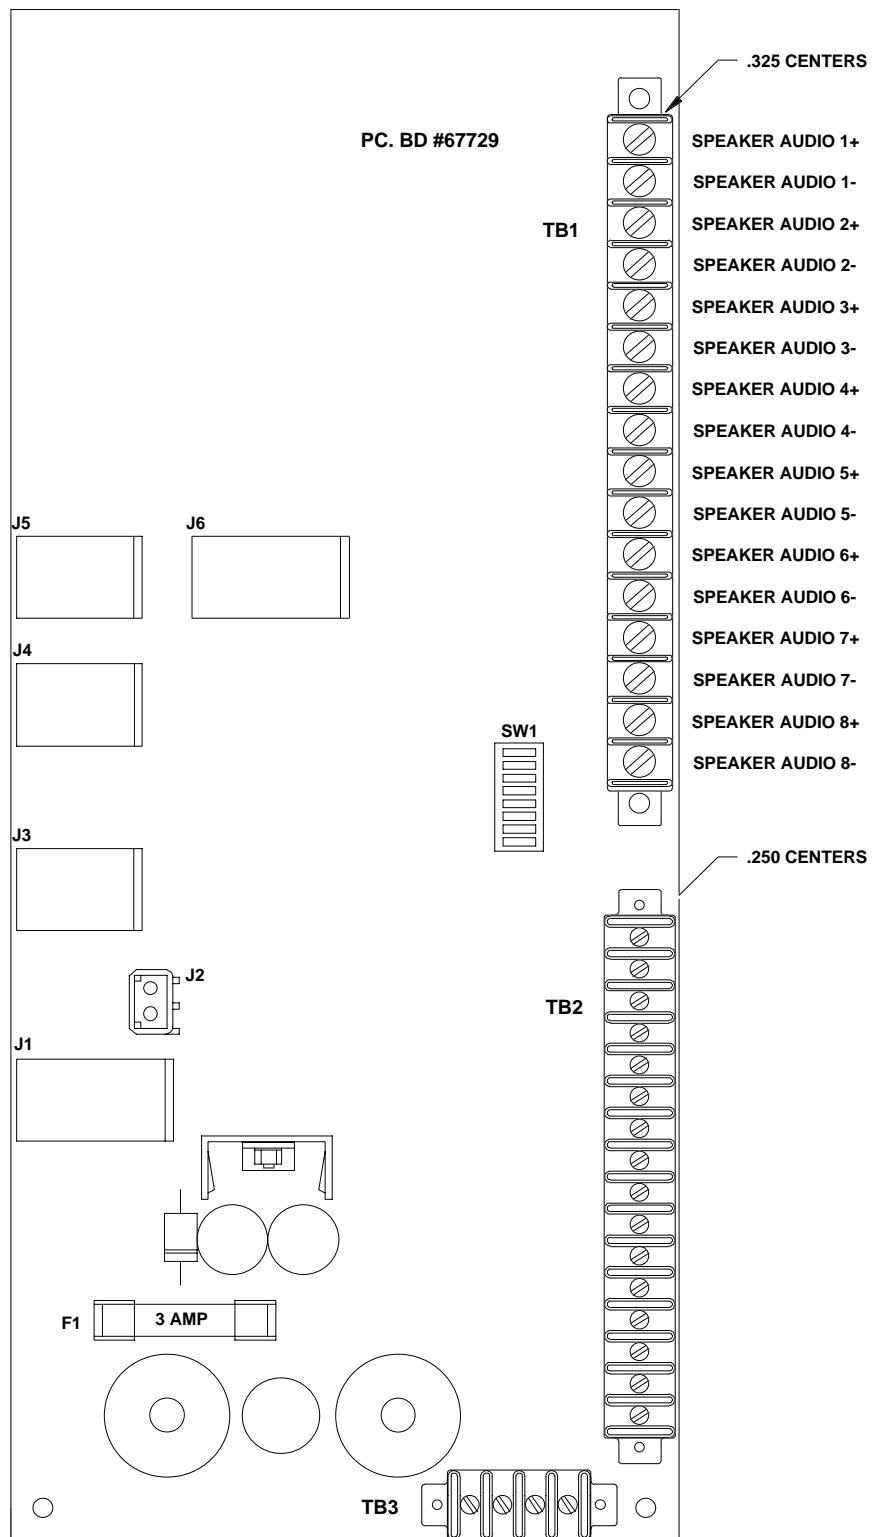 .325 CENTERS
PC. BD #67729
SPEAKER AUDIO 1+
SPEAKER AUDIO 1-
TB1
SPEAKER AUDIO 2+
SPEAKER AUDIO 2-
SPEAKER AUDIO 3+
SPEAKER AUDIO 3-
SPEAKER AUDIO 4+
SPEAKER AUDIO 4-
SPEAKER AUDIO 5+
SPEAKER AUDIO 5-
J5
J6
SPEAKER AUDIO 6+
SPEAKER AUDIO 6-
SPEAKER AUDIO 7+
J4
SPEAKER AUDIO 7-
SPEAKER AUDIO 8+
SW1
SPEAKER AUDIO 8-
J3
.250 CENTERS
J2
TB2
J1
F1
3 AMP
TB3